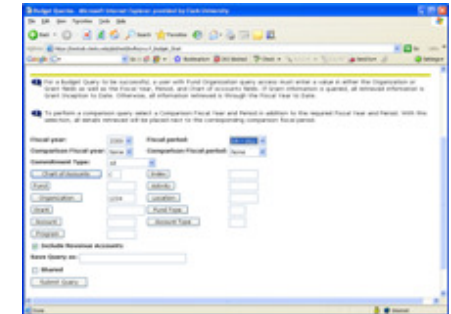 Budget Queries - Microsoft Internet Explorer provided by Clark University
File Edit View Favorites Tools Help
Back Search Favorites
Google Go
Settings
For a Budget Query to be successful, a user with Fund Organization query access must enter a value in either the Organization or
Grant fields as well as the Fiscal Year, Period, and Chart of Accounts fields. If Grant information is queried, all retrieved information is
Grant Inception to Date. Otherwise, all information retrieved is through the Fiscal Year to Date.
To perform a comparison query select a Comparison Fiscal Year and Period in addition to the required Fiscal Year and Period. With this
selection, all details retrieved will be placed next to the corresponding comparison fiscal period.
Fiscal year: Fiscal period:
Comparison Fiscal year: None Comparison Fiscal period: None
Commitment Type: All
Chart of Accounts Index
Fund Activity
Organization Location
Grant Fund Type
Account Account Type
Program
Include Revenue Accounts
Save Query as:
Shared
Submit Query
Done Internet